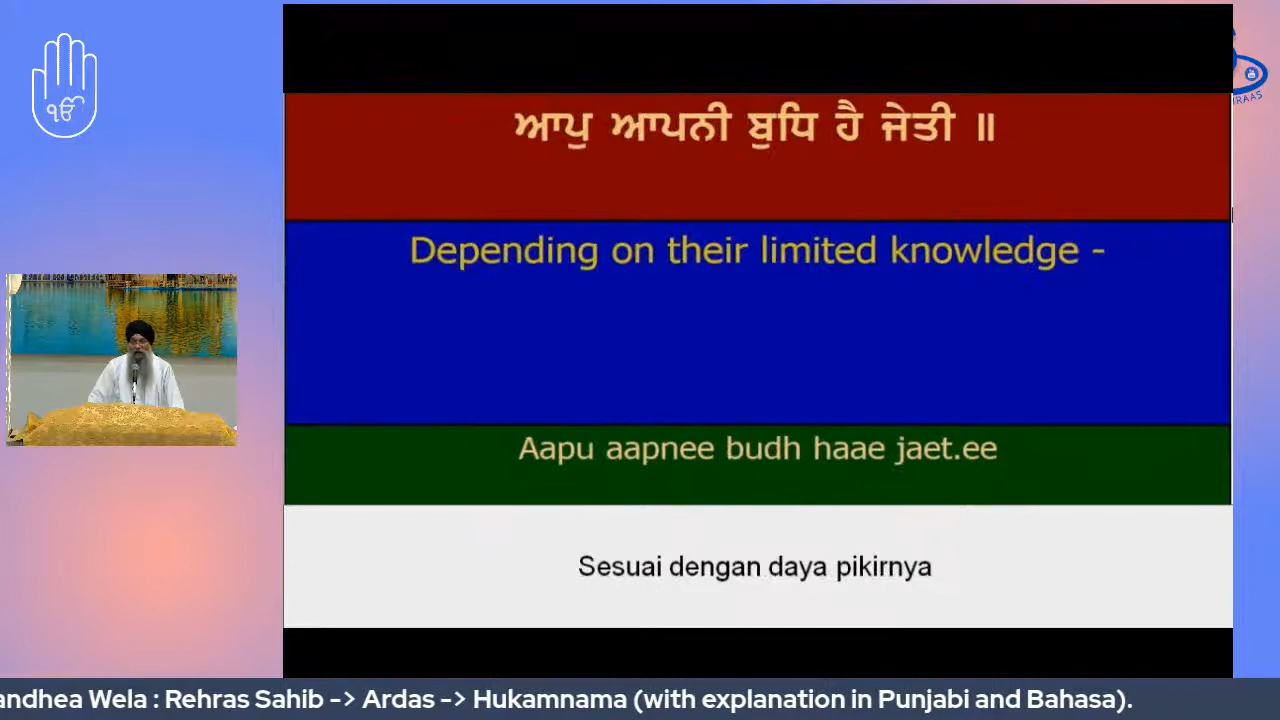 ੴ
ਆਪੁ ਆਪਨੀ ਬੁਧਿ ਹੈ ਜੇਤੀ ॥
Depending on their limited knowledge -
Aapu aapnee budh haae jaet.ee
Sesuai dengan daya pikirnya
andhea Wela : Rehras Sahib -> Ardas -> Hukamnama (with explanation in Punjabi and Bahasa).